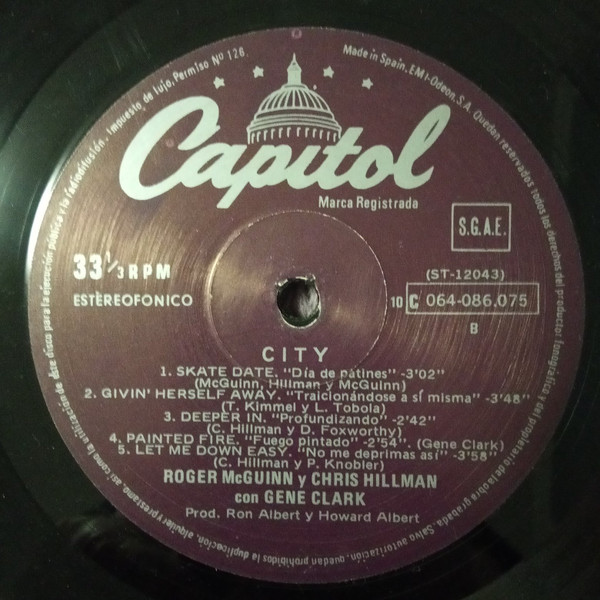 Made in Spain, EMI-Odeon, S.A. Quedan reservados todos los derechos del productor fonográfico y del propietario de la obra grabada. Salvo autorización, quedan prohibidos la duplicación, alquiler y préstamo, así como la utilización de este disco para la ejecución pública y la radiodifusión. Impuesto de lujo, Permiso Nº 128.
Capitol
Marca Registrada
S.G.A.E.
33 1/3 RPM
ESTÈREOFONICO
(ST-12043)
10 C 064-086.075
B
CITY
1. SKATE DATE. "Día de patines" -3'02"
(McGuinn, Hillman y McGuinn)
2. GIVIN' HERSELF AWAY. "Traicionándose a sí misma" -3'48"
(T. Kimmel y L. Tobola)
3. DEEPER IN. "Profundizando" -2'42"
(C. Hillman y D. Foxworthy)
4. PAINTED FIRE. "Fuego pintado" -2'54". (Gene Clark)
5. LET ME DOWN EASY. "No me deprimas así" -3'58"
(C. Hillman y P. Knobler)
ROGER McGUINN y CHRIS HILLMAN
con GENE CLARK
Prod. Ron Albert y Howard Albert